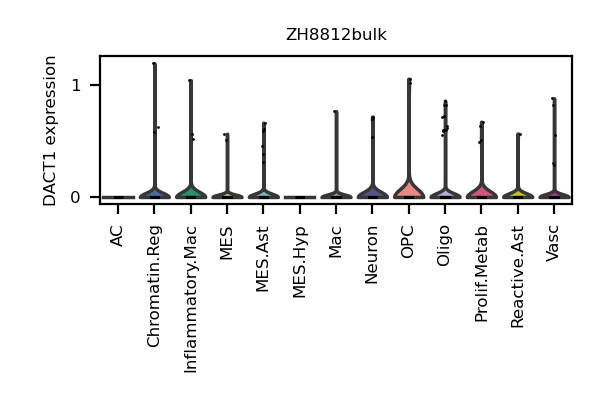 ZH8812bulk
DACT1 expression
1
0
AC
Chromatin.Reg
Inflammatory.Mac
MES
MES.Ast
MES.Hyp
Mac
Neuron
OPC
Oligo
Prolif.Metab
Reactive.Ast
Vasc